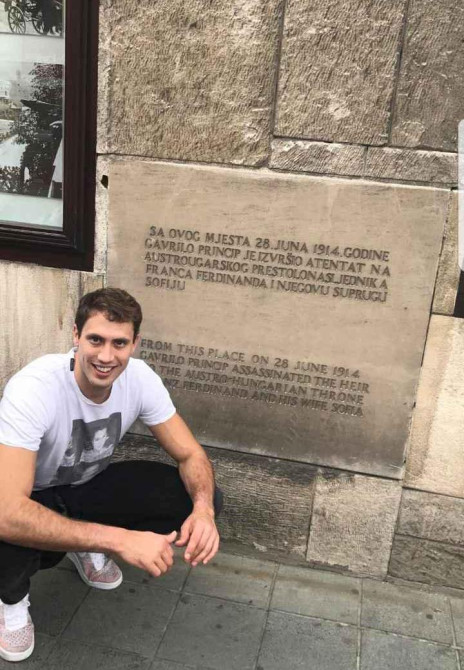 SA OVOG MJESTA 28.JUNA 1914.GODINE
GAVRILO PRINCIP JE IZVRŠIO ATENTAT NA
AUSTROUGARSKOG PRESTOLONASLJEDNIKA
FRANCA FERDINANDA I NJEGOVU SUPRUGU
SOFIJU
FROM THIS PLACE ON 28 JUNE 1914
GAVRILO PRINCIP ASSASSINATED THE HEIR
THE AUSTRO-HUNGARIAN THRONE
FERDINAND AND HIS WIFE SOFIA